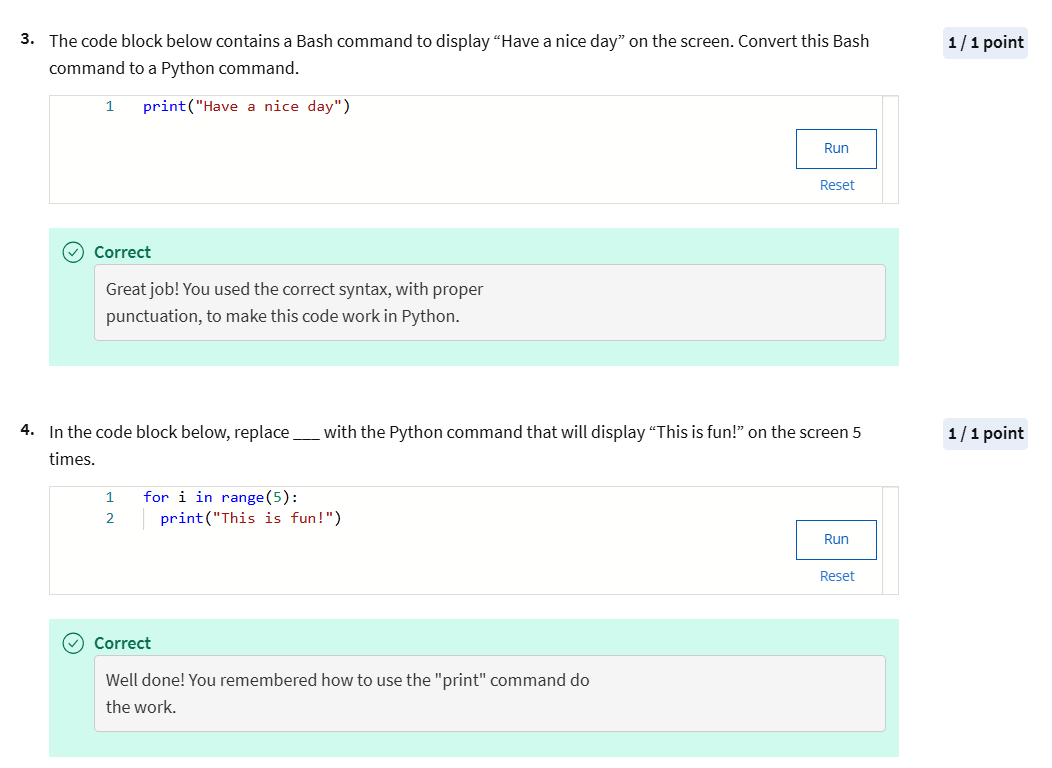 3. The code block below contains a Bash command to display “Have a nice day” on the screen. Convert this Bash
command to a Python command.
1 / 1 point
1 print("Have a nice day")
Run
Reset
Correct
Great job! You used the correct syntax, with proper
punctuation, to make this code work in Python.
4. In the code block below, replace ___ with the Python command that will display “This is fun!” on the screen 5
times.
1 / 1 point
1 for i in range(5):
2 print("This is fun!")
Run
Reset
Correct
Well done! You remembered how to use the "print" command do
the work.